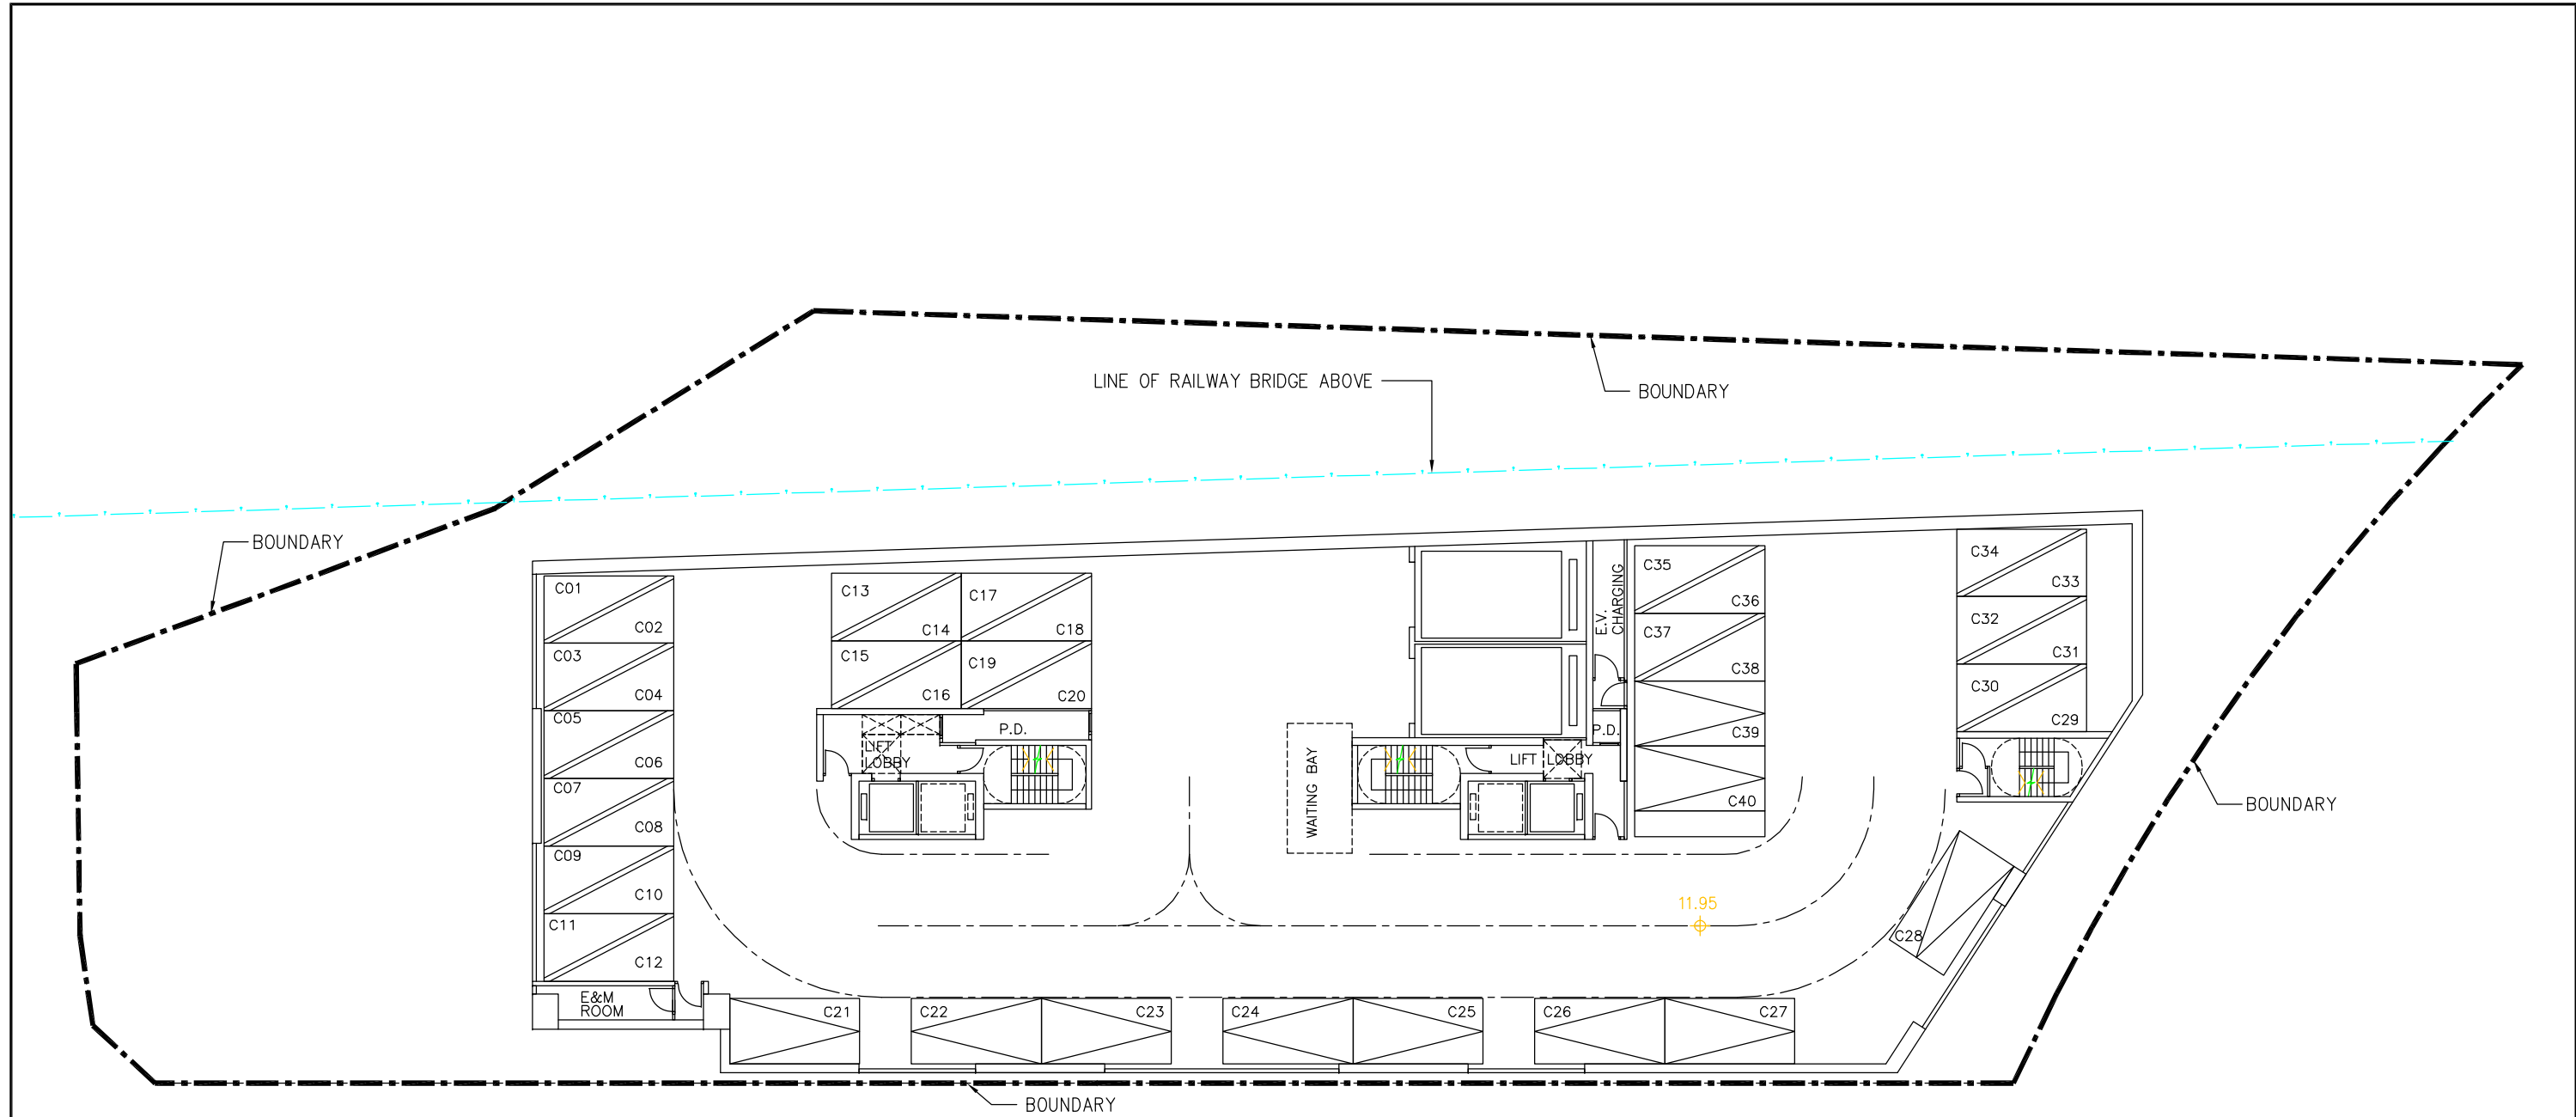 LINE OF RAILWAY BRIDGE ABOVE
BOUNDARY
BOUNDARY
C01
C02
C03
C04
C05
C06
C07
C08
C09
C10
C11
C12
E&M
ROOM
C13
C14
C15
C16
C17
C18
C19
C20
P.D.
LIFT
LOBBY
WAITING BAY
LIFT LOBBY
P.D.
E.V.
CHARGING
C35
C36
C37
C38
C39
C40
C34
C33
C32
C31
C30
C29
BOUNDARY
11.95
C28
C21
C22
C23
C24
C25
C26
C27
BOUNDARY